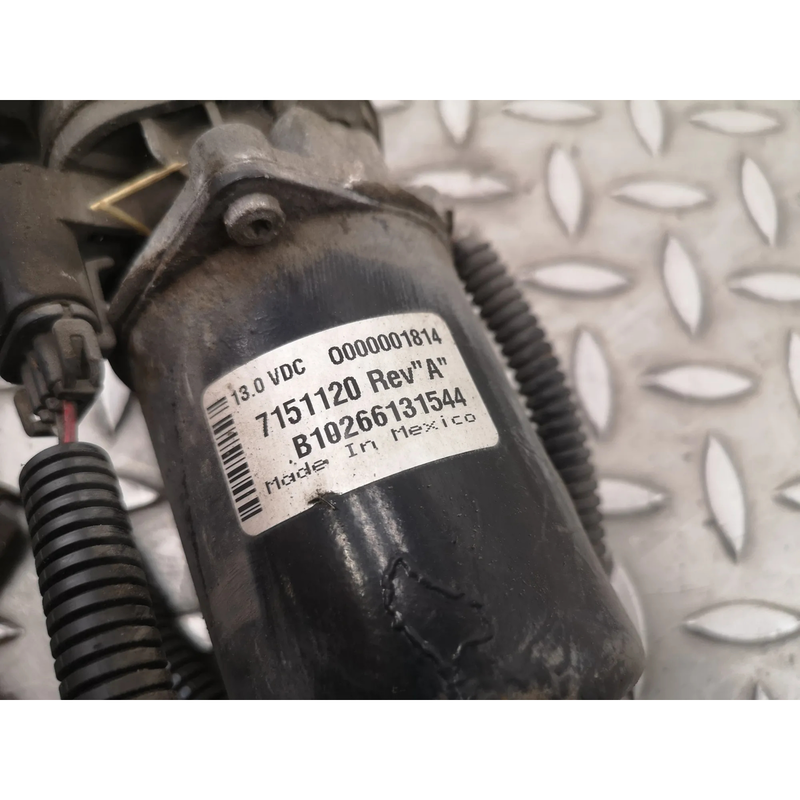 13.0 VDC 0000001814
7151120 Rev"A"
B10266131544
Made In Mexico